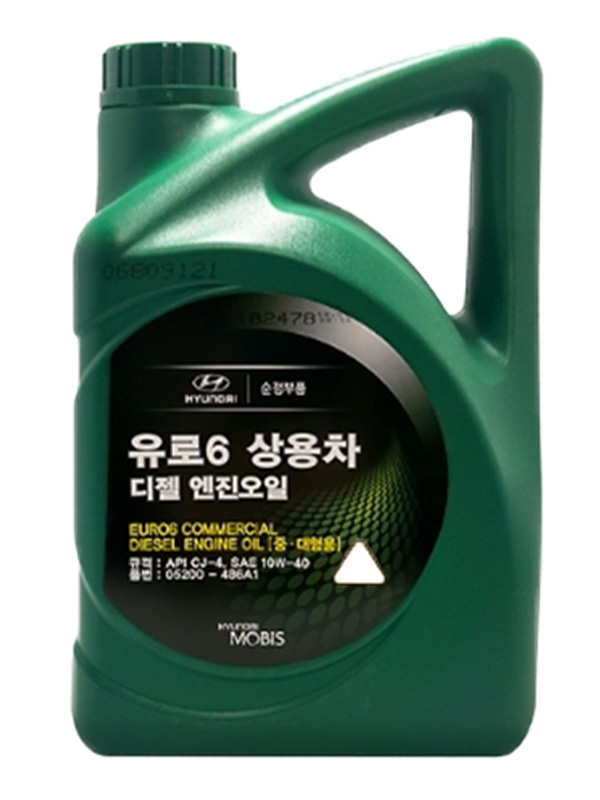 06809121
182478
HYUNDAI 순정부품
유로6 상용차
디젤 엔진오일
EURO6 COMMERCIAL
DIESEL ENGINE OIL [중·대형용]
규격 : API CJ-4, SAE 10W-40
품번 : 05200 - 486A1
HYUNDAI
MOBIS